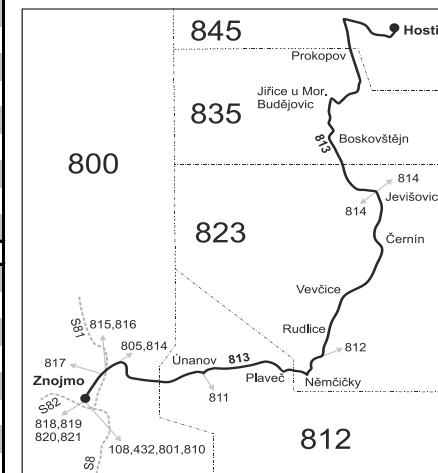 845
Hosti
Prokopov
Jiřice u Mor.
Budějovic
835
813
Boskovštějn
800
814
814
Jevišovic
823
Černín
Vevčice
S81
815,816
Rudlice
805,814
812
817
Únanov
813
Znojmo
Plaveč
Němčičky
811
S82
818,819
820,821
S8
108,432,801,810
812